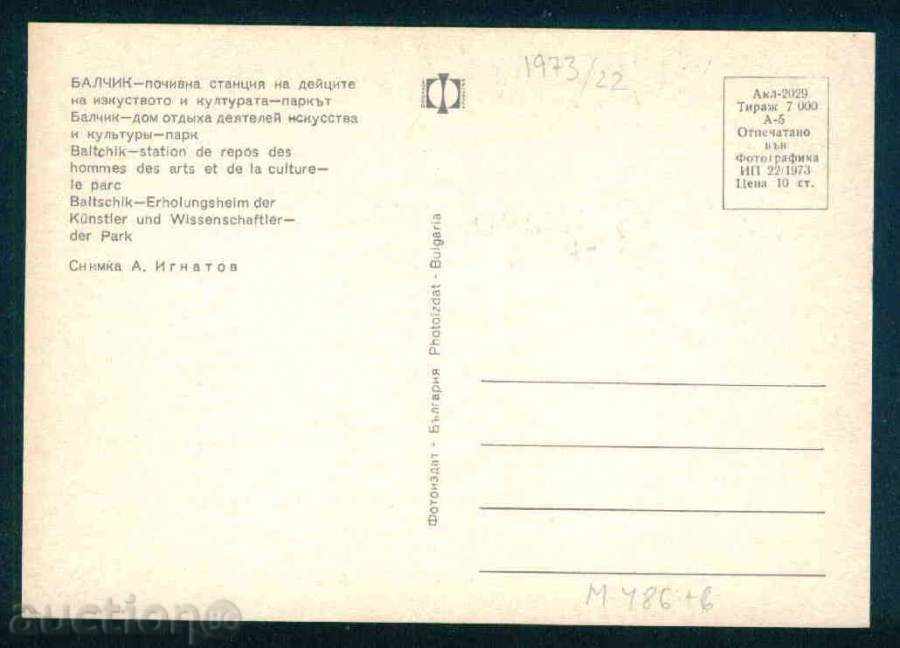 БАЛЧИК—почивна станция на дейците
на изкуството и културата—паркът
Балчик—дом отдыха деятелей искусства
и культуры—парк
Baltchik—station de repos des
hommes des arts et de la culture—
le parc
Baltschik—Erholungsheim der
Künstler und Wissenschaftler—
der Park
Снимка А. Игнатов
1973/22
Акл-2029
Тираж 7 000
А-5
Отпечатано
във
Фотографика
ИП 22/1973
Цена 10 ст.
Фотоиздат - България Photoizdat - Bulgaria
М 486+в
auction